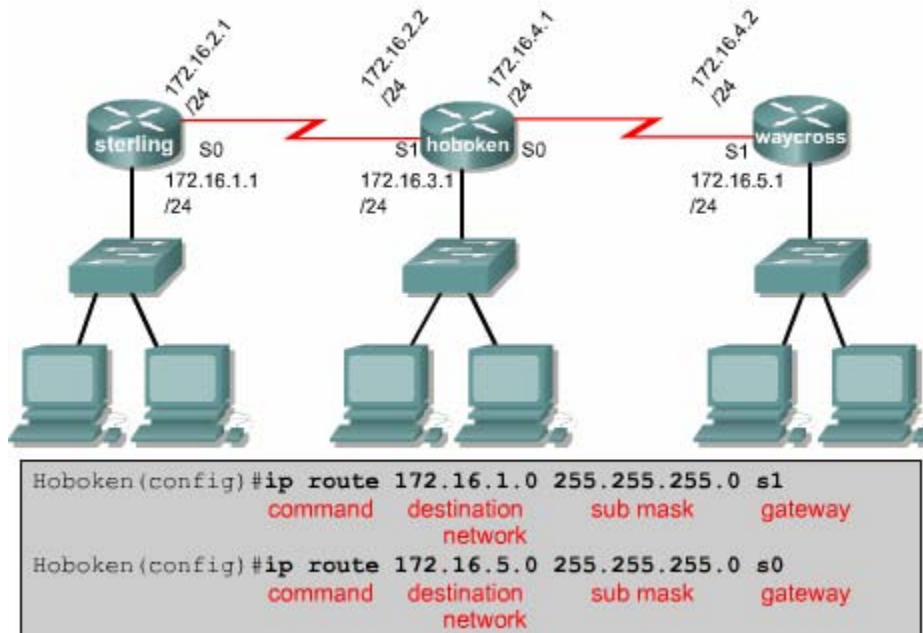 172.16.2.1
/24
172.16.2.2
/24
172.16.4.1
/24
172.16.4.2
/24
sterling
S0
S1
hoboken
S0
S1
waycross
172.16.1.1
/24
172.16.3.1
/24
172.16.5.1
/24
Hoboken(config)#ip route 172.16.1.0 255.255.255.0 s1
command destination sub mask gateway
network
Hoboken(config)#ip route 172.16.5.0 255.255.255.0 s0
command destination sub mask gateway
network